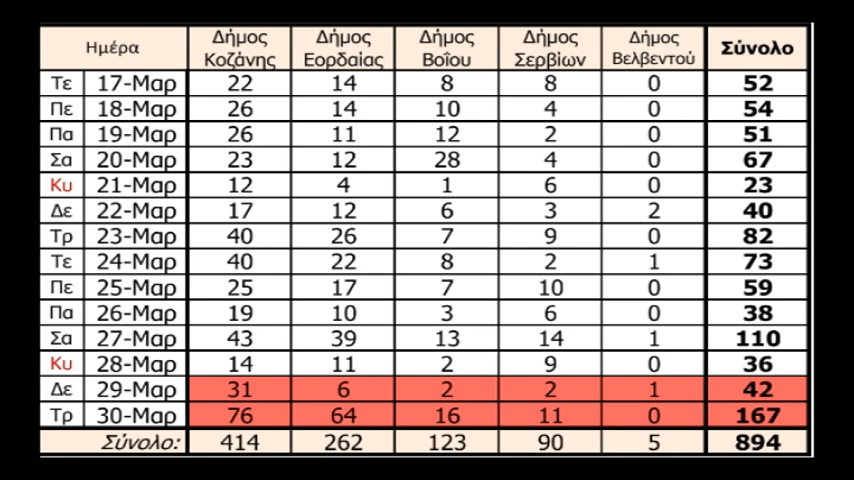 Ημέρα Δήμος Κοζάνης Δήμος Εορδαίας Δήμος Βοΐου Δήμος Σερβίων Δήμος Βελβεντού Σύνολο
Τε 17-Μαρ 22 14 8 8 0 52
Πε 18-Μαρ 26 14 10 4 0 54
Πα 19-Μαρ 26 11 12 2 0 51
Σα 20-Μαρ 23 12 28 4 0 67
Κυ 21-Μαρ 12 4 1 6 0 23
Δε 22-Μαρ 17 12 6 3 2 40
Τρ 23-Μαρ 40 26 7 9 0 82
Τε 24-Μαρ 40 22 8 2 1 73
Πε 25-Μαρ 25 17 7 10 0 59
Πα 26-Μαρ 19 10 3 6 0 38
Σα 27-Μαρ 43 39 13 14 1 110
Κυ 28-Μαρ 14 11 2 9 0 36
Δε 29-Μαρ 31 6 2 2 1 42
Τρ 30-Μαρ 76 64 16 11 0 167
Σύνολο: 414 262 123 90 5 894